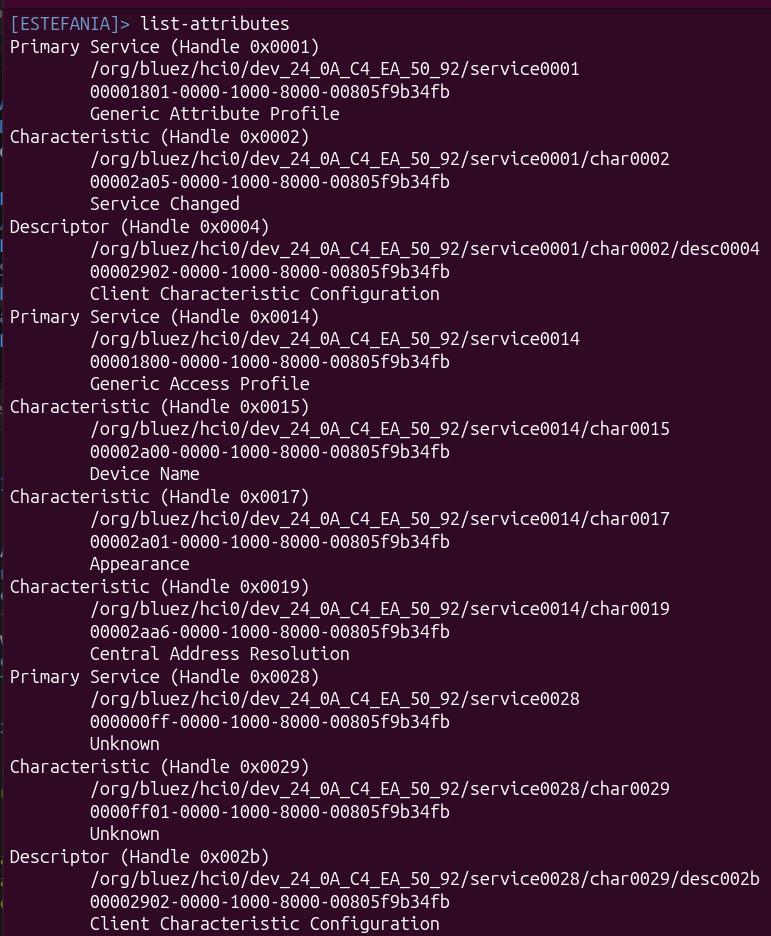 [ESTEFANIA]> list-attributes
Primary Service (Handle 0x0001)
/org/bluez/hci0/dev_24_0A_C4_EA_50_92/service0001
00001801-0000-1000-8000-00805f9b34fb
Generic Attribute Profile
Characteristic (Handle 0x0002)
/org/bluez/hci0/dev_24_0A_C4_EA_50_92/service0001/char0002
00002a05-0000-1000-8000-00805f9b34fb
Service Changed
Descriptor (Handle 0x0004)
/org/bluez/hci0/dev_24_0A_C4_EA_50_92/service0001/char0002/desc0004
00002902-0000-1000-8000-00805f9b34fb
Client Characteristic Configuration
Primary Service (Handle 0x0014)
/org/bluez/hci0/dev_24_0A_C4_EA_50_92/service0014
00001800-0000-1000-8000-00805f9b34fb
Generic Access Profile
Characteristic (Handle 0x0015)
/org/bluez/hci0/dev_24_0A_C4_EA_50_92/service0014/char0015
00002a00-0000-1000-8000-00805f9b34fb
Device Name
Characteristic (Handle 0x0017)
/org/bluez/hci0/dev_24_0A_C4_EA_50_92/service0014/char0017
00002a01-0000-1000-8000-00805f9b34fb
Appearance
Characteristic (Handle 0x0019)
/org/bluez/hci0/dev_24_0A_C4_EA_50_92/service0014/char0019
00002aa6-0000-1000-8000-00805f9b34fb
Central Address Resolution
Primary Service (Handle 0x0028)
/org/bluez/hci0/dev_24_0A_C4_EA_50_92/service0028
000000ff-0000-1000-8000-00805f9b34fb
Unknown
Characteristic (Handle 0x0029)
/org/bluez/hci0/dev_24_0A_C4_EA_50_92/service0028/char0029
0000ff01-0000-1000-8000-00805f9b34fb
Unknown
Descriptor (Handle 0x002b)
/org/bluez/hci0/dev_24_0A_C4_EA_50_92/service0028/char0029/desc002b
00002902-0000-1000-8000-00805f9b34fb
Client Characteristic Configuration